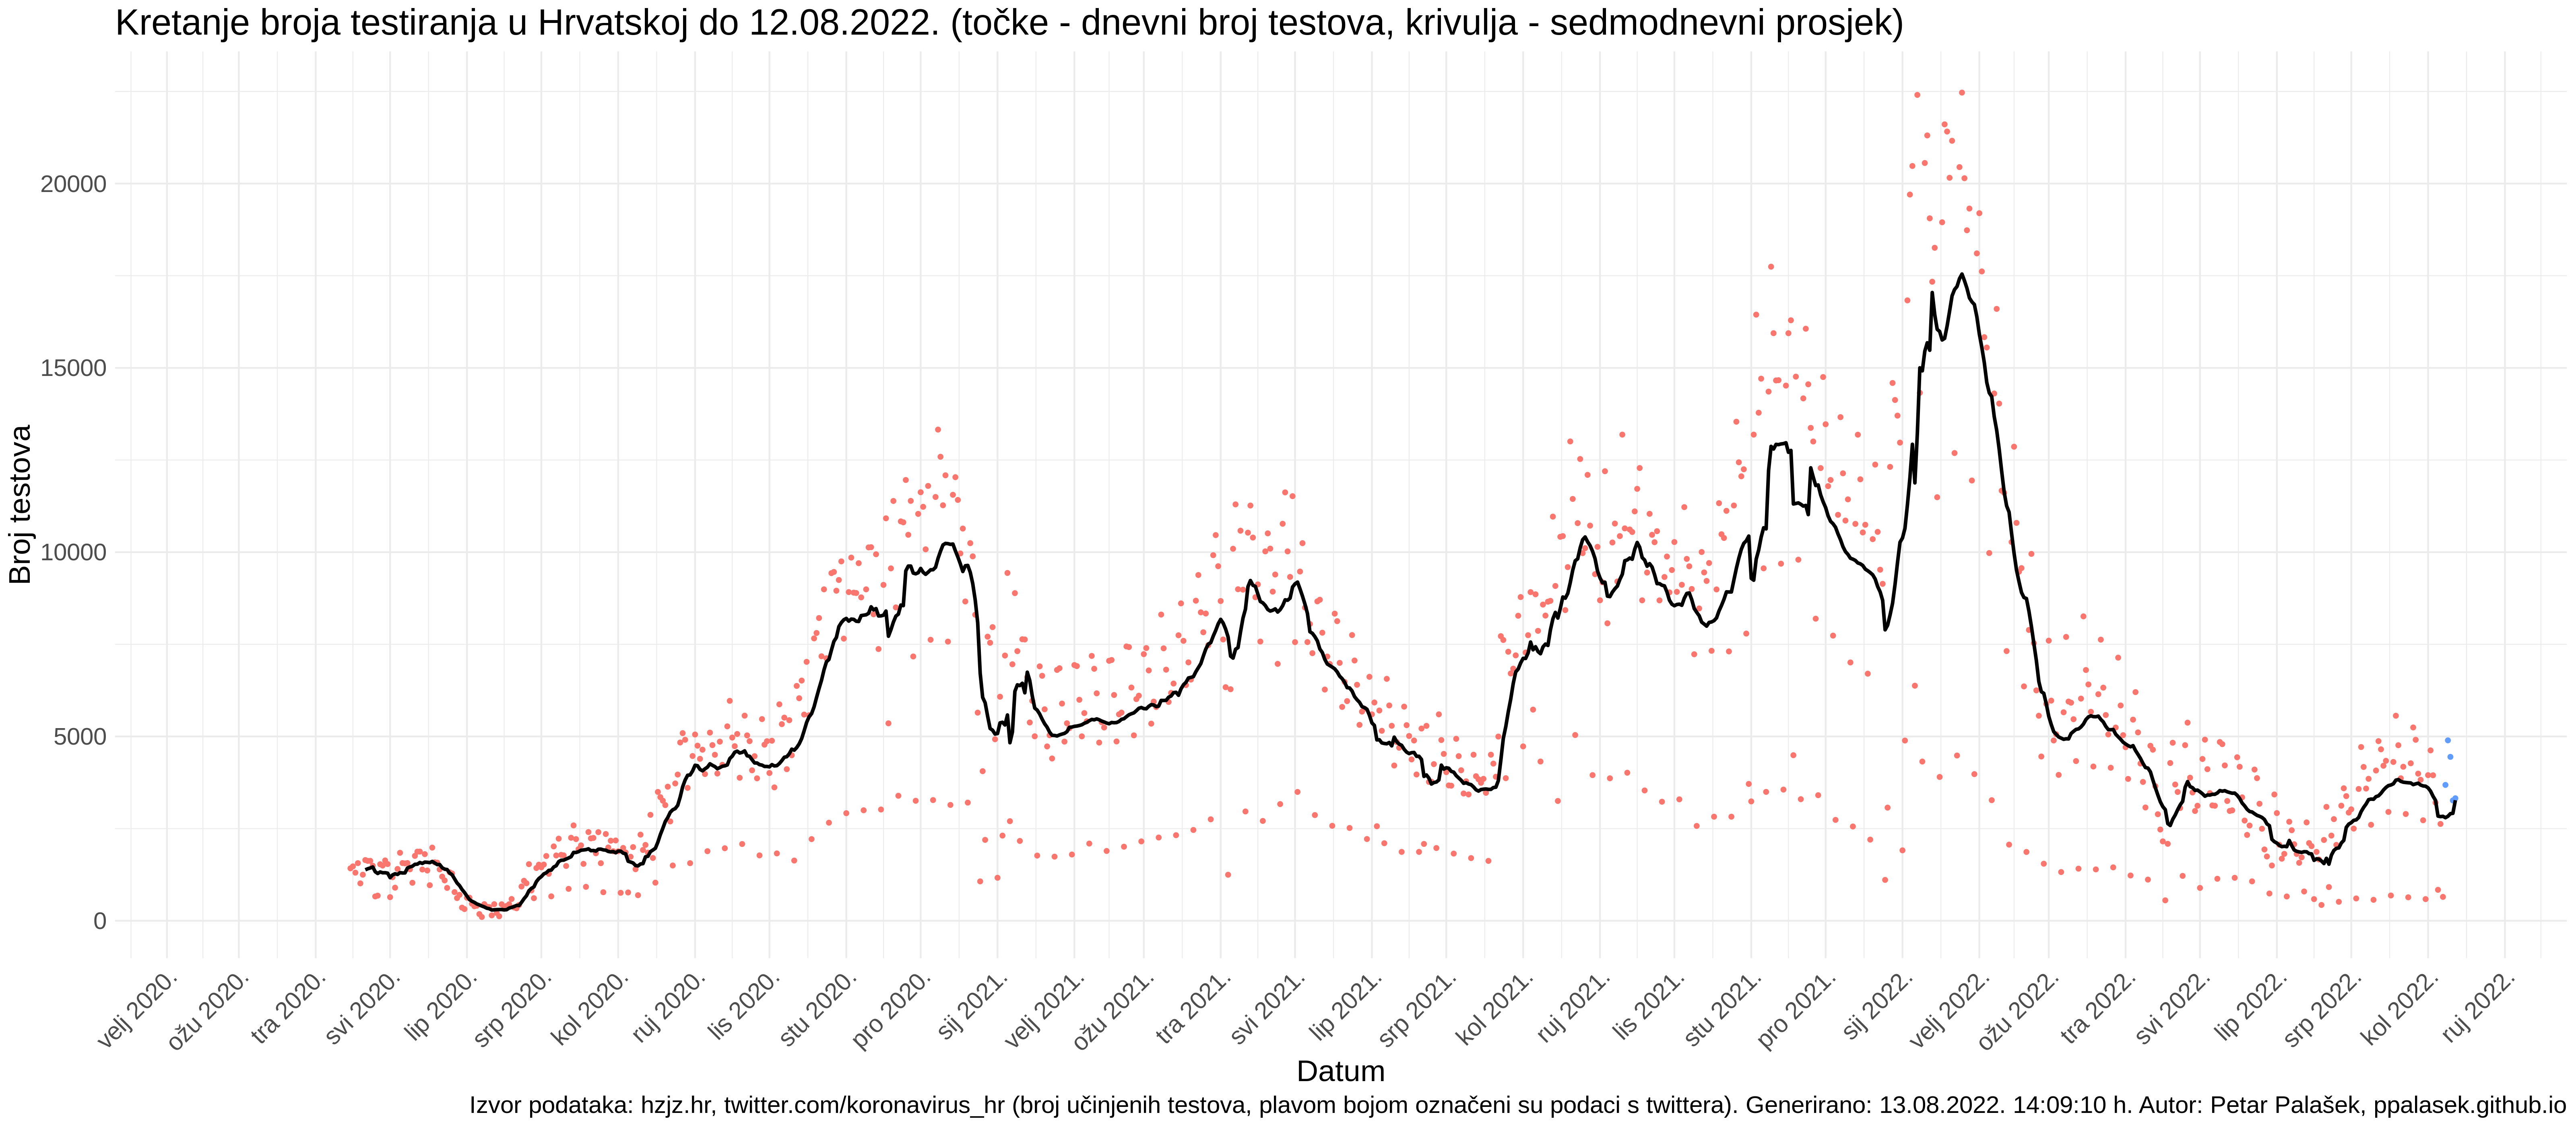 Kretanje broja testiranja u Hrvatskoj do 12.08.2022. (točke - dnevni broj testova, krivulja - sedmodnevni prosjek)
Broj testova
20000
15000
10000
5000
0
velj 2020.
ožu 2020.
tra 2020.
svi 2020.
lip 2020.
srp 2020.
kol 2020.
ruj 2020.
lis 2020.
stu 2020.
pro 2020.
sij 2021.
velj 2021.
ožu 2021.
tra 2021.
svi 2021.
lip 2021.
srp 2021.
kol 2021.
ruj 2021.
lis 2021.
stu 2021.
pro 2021.
sij 2022.
velj 2022.
ožu 2022.
tra 2022.
svi 2022.
lip 2022.
srp 2022.
kol 2022.
ruj 2022.
Datum
Izvor podataka: hzjz.hr, twitter.com/koronavirus_hr (broj učinjenih testova, plavom bojom označeni su podaci s twittera). Generirano: 13.08.2022. 14:09:10 h. Autor: Petar Palašek, ppalasek.github.io